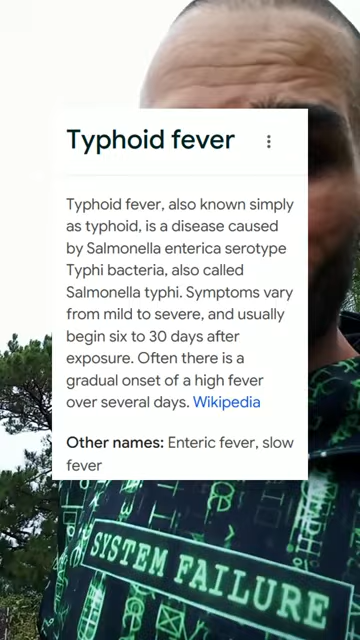 Typhoid fever
Typhoid fever, also known simply
as typhoid, is a disease caused
by Salmonella enterica serotype
Typhi bacteria, also called
Salmonella typhi. Symptoms vary
from mild to severe, and usually
begin six to 30 days after
exposure. Often there is a
gradual onset of a high fever
over several days. Wikipedia
Other names: Enteric fever, slow
fever
SYSTEM FAILURE